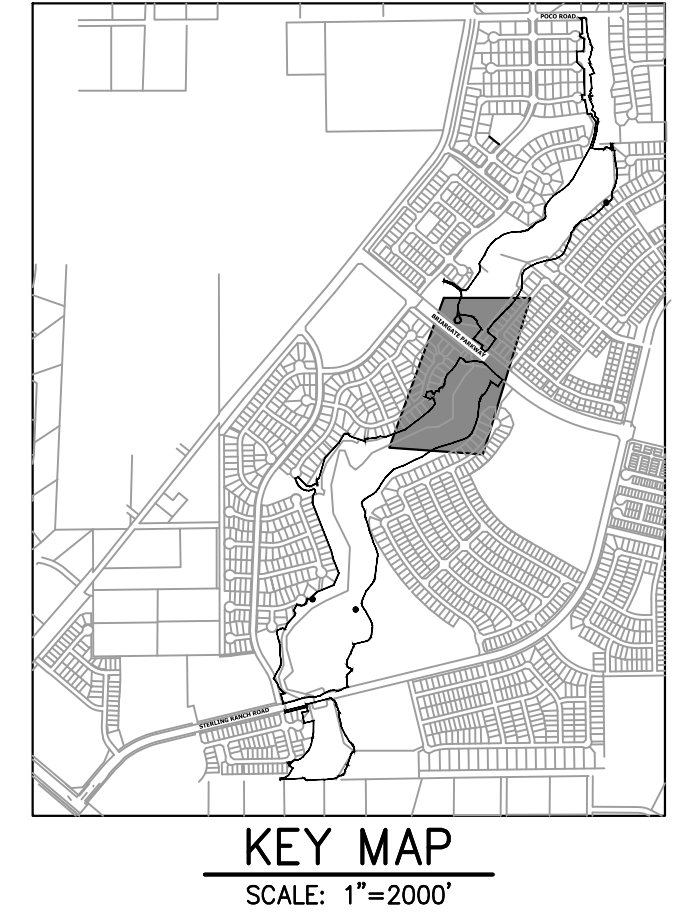 POCO ROAD
BRIARGATE PARKWAY
STERLING RANCH ROAD
KEY MAP
SCALE: 1"=2000'